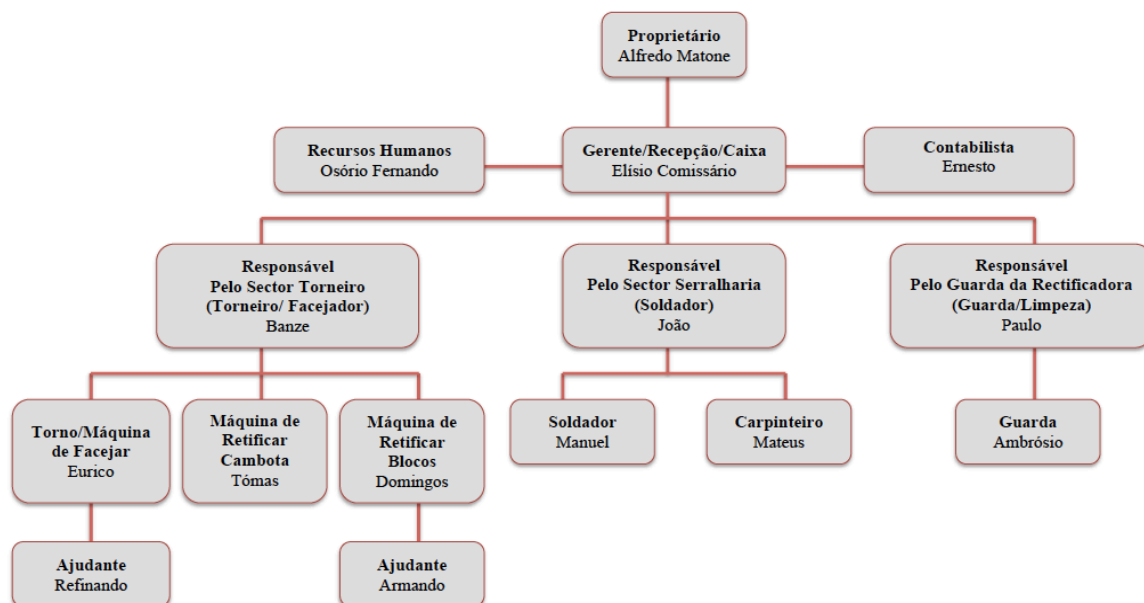 Proprietário
Alfredo Matone
Recursos Humanos
Osório Fernando
Gerente/Recepção/Caixa
Elísio Comissário
Contabilista
Ernesto
Responsável
Pelo Sector Torneiro
(Torneiro/ Facejador)
Banze
Responsável
Pelo Sector Serralharia
(Soldador)
João
Responsável
Pelo Guarda da Rectificadora
(Guarda/Limpeza)
Paulo
Torno/Máquina
de Facejar
Eurico
Máquina de
Retificar
Cambota
Tómas
Máquina de
Retificar
Blocos
Domingos
Soldador
Manuel
Carpinteiro
Mateus
Guarda
Ambrósio
Ajudante
Refinando
Ajudante
Armando